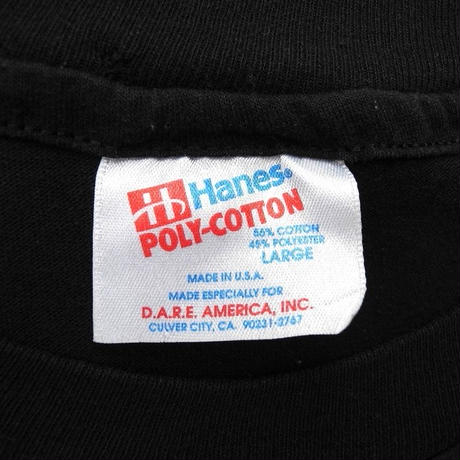 H Hanes®
POLY-COTTON
55% COTTON
45% POLYESTER
LARGE
MADE IN U.S.A.
MADE ESPECIALLY FOR
D.A.R.E. AMERICA, INC.
CULVER CITY, CA. 90231-2767